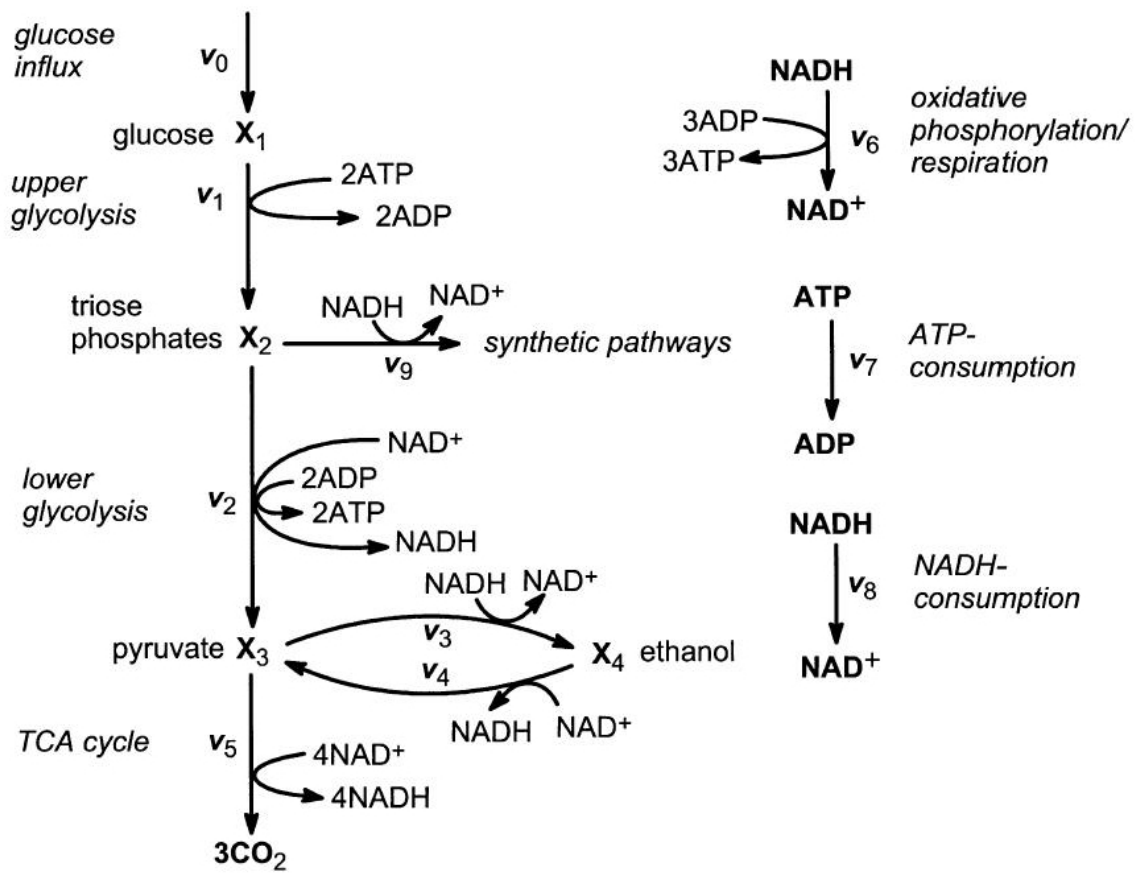 glucose
influx
v0
glucose X1
upper
glycolysis
v1
2ATP
2ADP
triose
phosphates X2
NADH NAD+
v9
synthetic pathways
lower
glycolysis
v2
NAD+
2ADP
2ATP
NADH
pyruvate X3
NADH NAD+
v3
v4
X4 ethanol
NADH NAD+
TCA cycle
v5
4NAD+
4NADH
3CO2
NADH
3ADP
3ATP
v6
oxidative
phosphorylation/
respiration
NAD+
ATP
v7
ATP-
consumption
ADP
NADH
v8
NADH-
consumption
NAD+